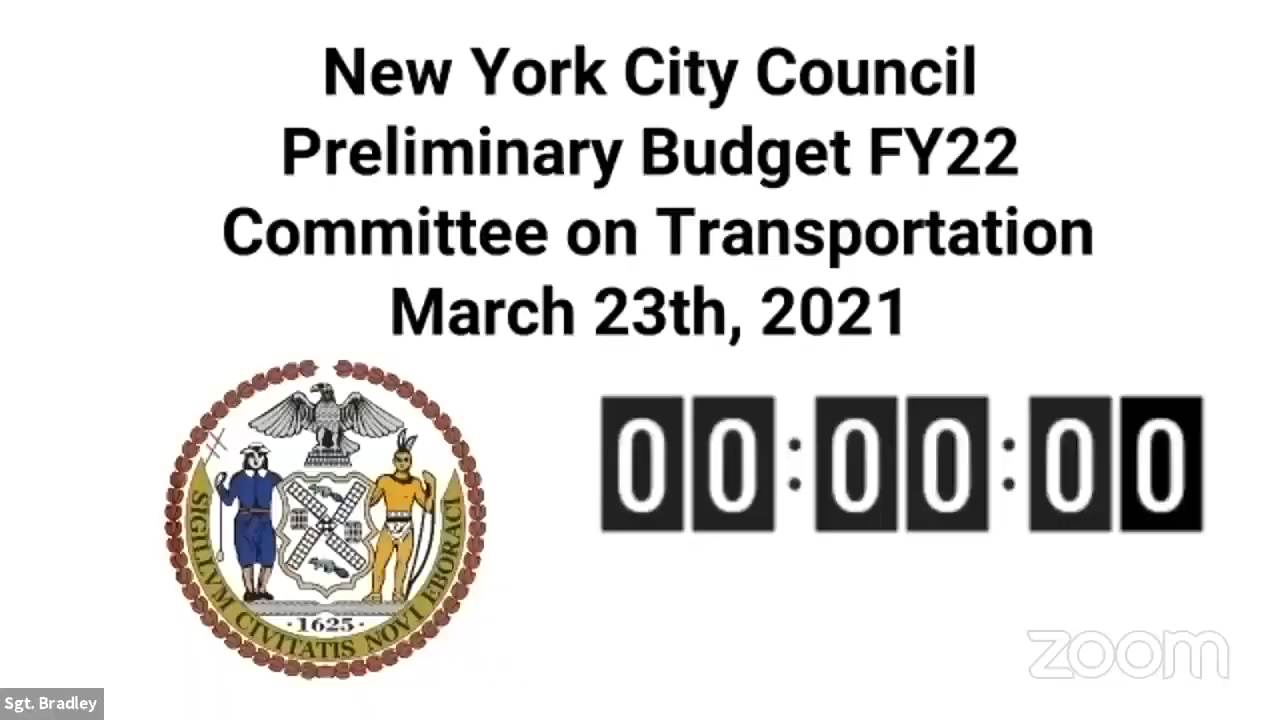 New York City Council
Preliminary Budget FY22
Committee on Transportation
March 23th, 2021
00:00:00
SIGILLVM CIVITATIS NOVI EBORACI
·1625·
zoom
Sgt. Bradley